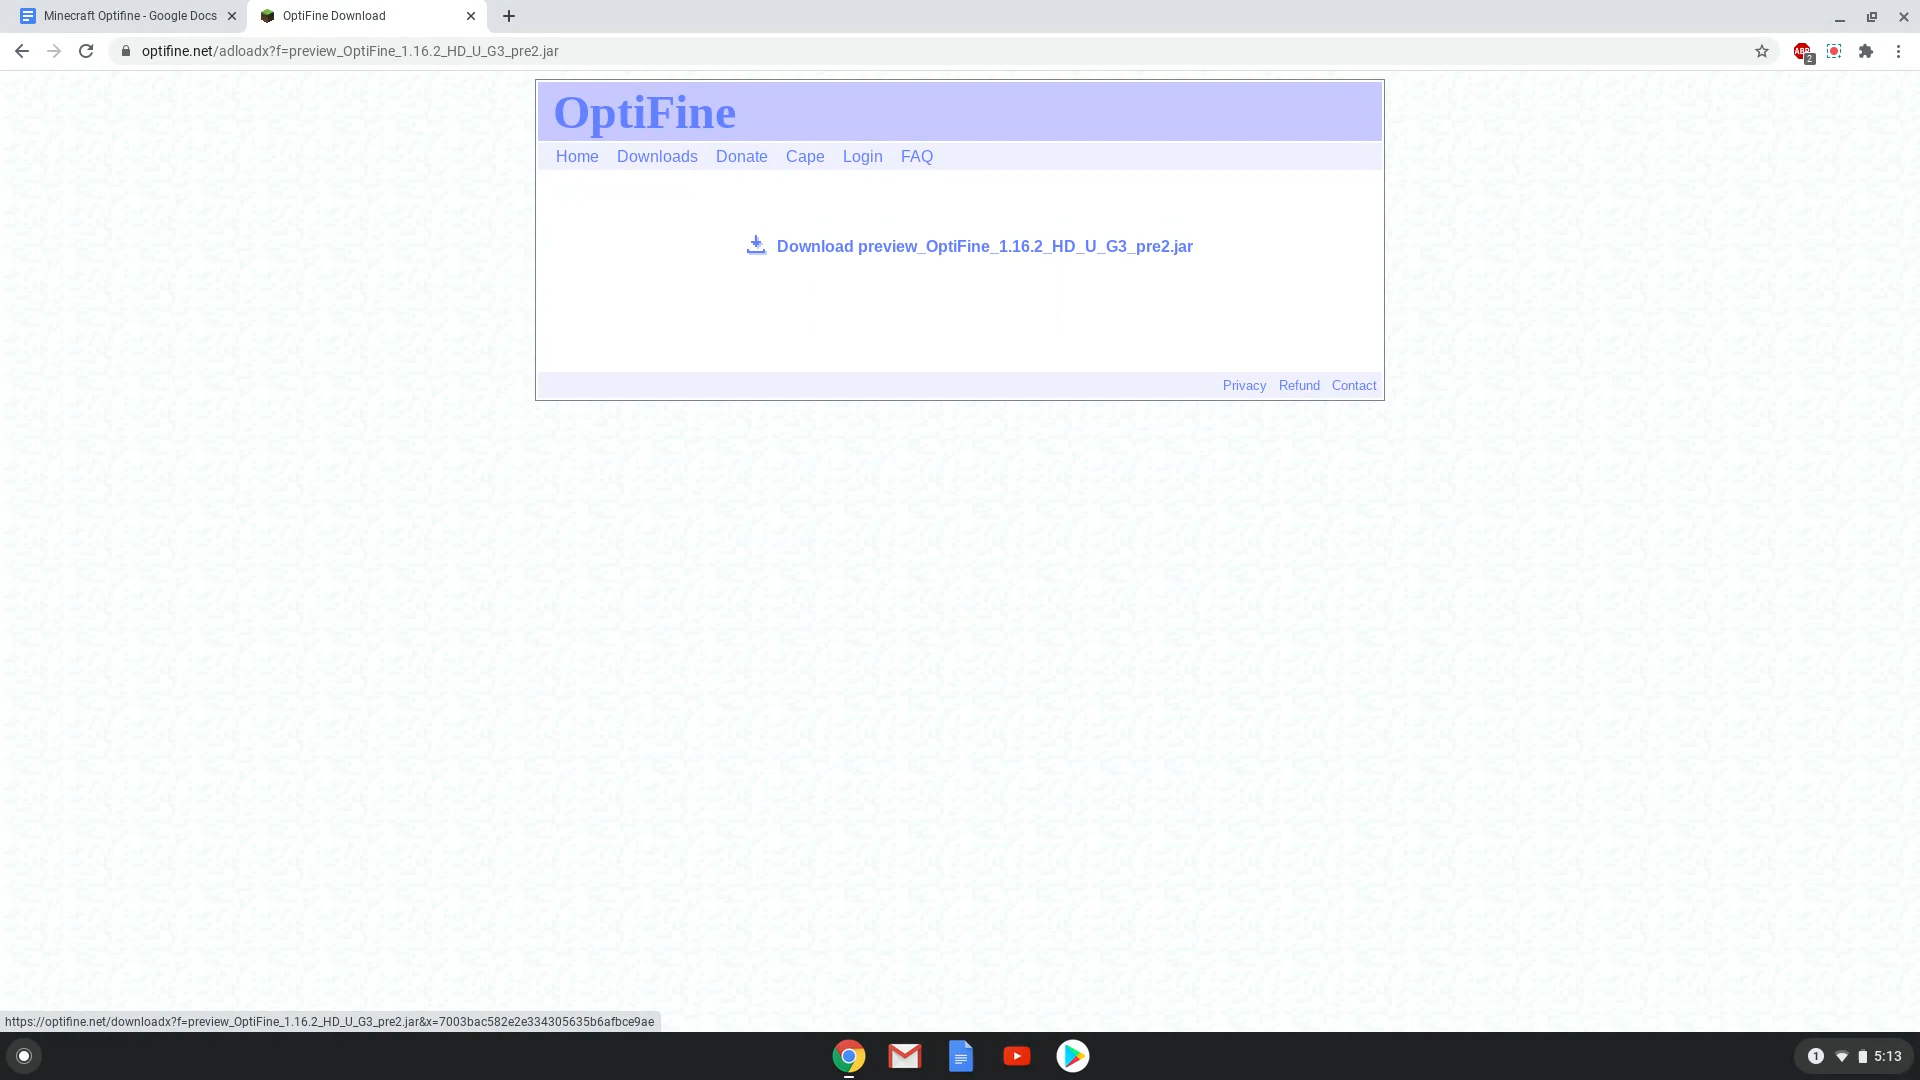 Minecraft Optifine - Google Docs
OptiFine Download
optifine.net/adloadx?f=preview_OptiFine_1.16.2_HD_U_G3_pre2.jar
ABP
2
OptiFine
Home Downloads Donate Cape Login FAQ
Download preview_OptiFine_1.16.2_HD_U_G3_pre2.jar
Privacy Refund Contact
https://optifine.net/downloadx?f=preview_OptiFine_1.16.2_HD_U_G3_pre2.jar&x=7003bac582e2e334305635b6afbce9ae
1
5:13